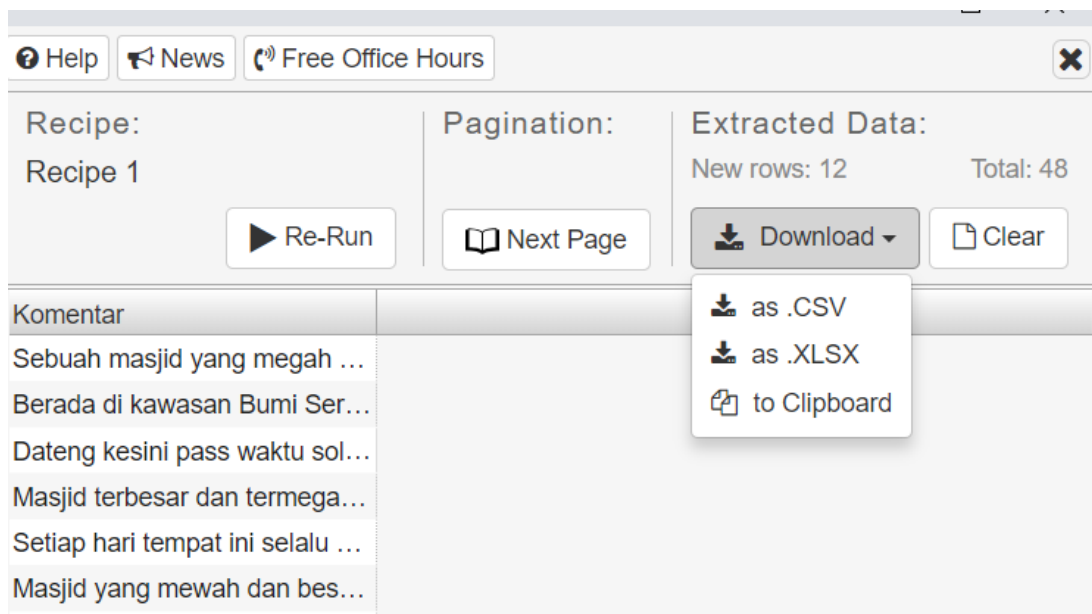 Help News Free Office Hours
Recipe: Pagination: Extracted Data:
Recipe 1 New rows: 12 Total: 48
Re-Run Next Page Download Clear
as .CSV
as .XLSX
to Clipboard
Komentar
Sebuah masjid yang megah ...
Berada di kawasan Bumi Ser...
Dateng kesini pass waktu sol...
Masjid terbesar dan termega...
Setiap hari tempat ini selalu ...
Masjid yang mewah dan bes...